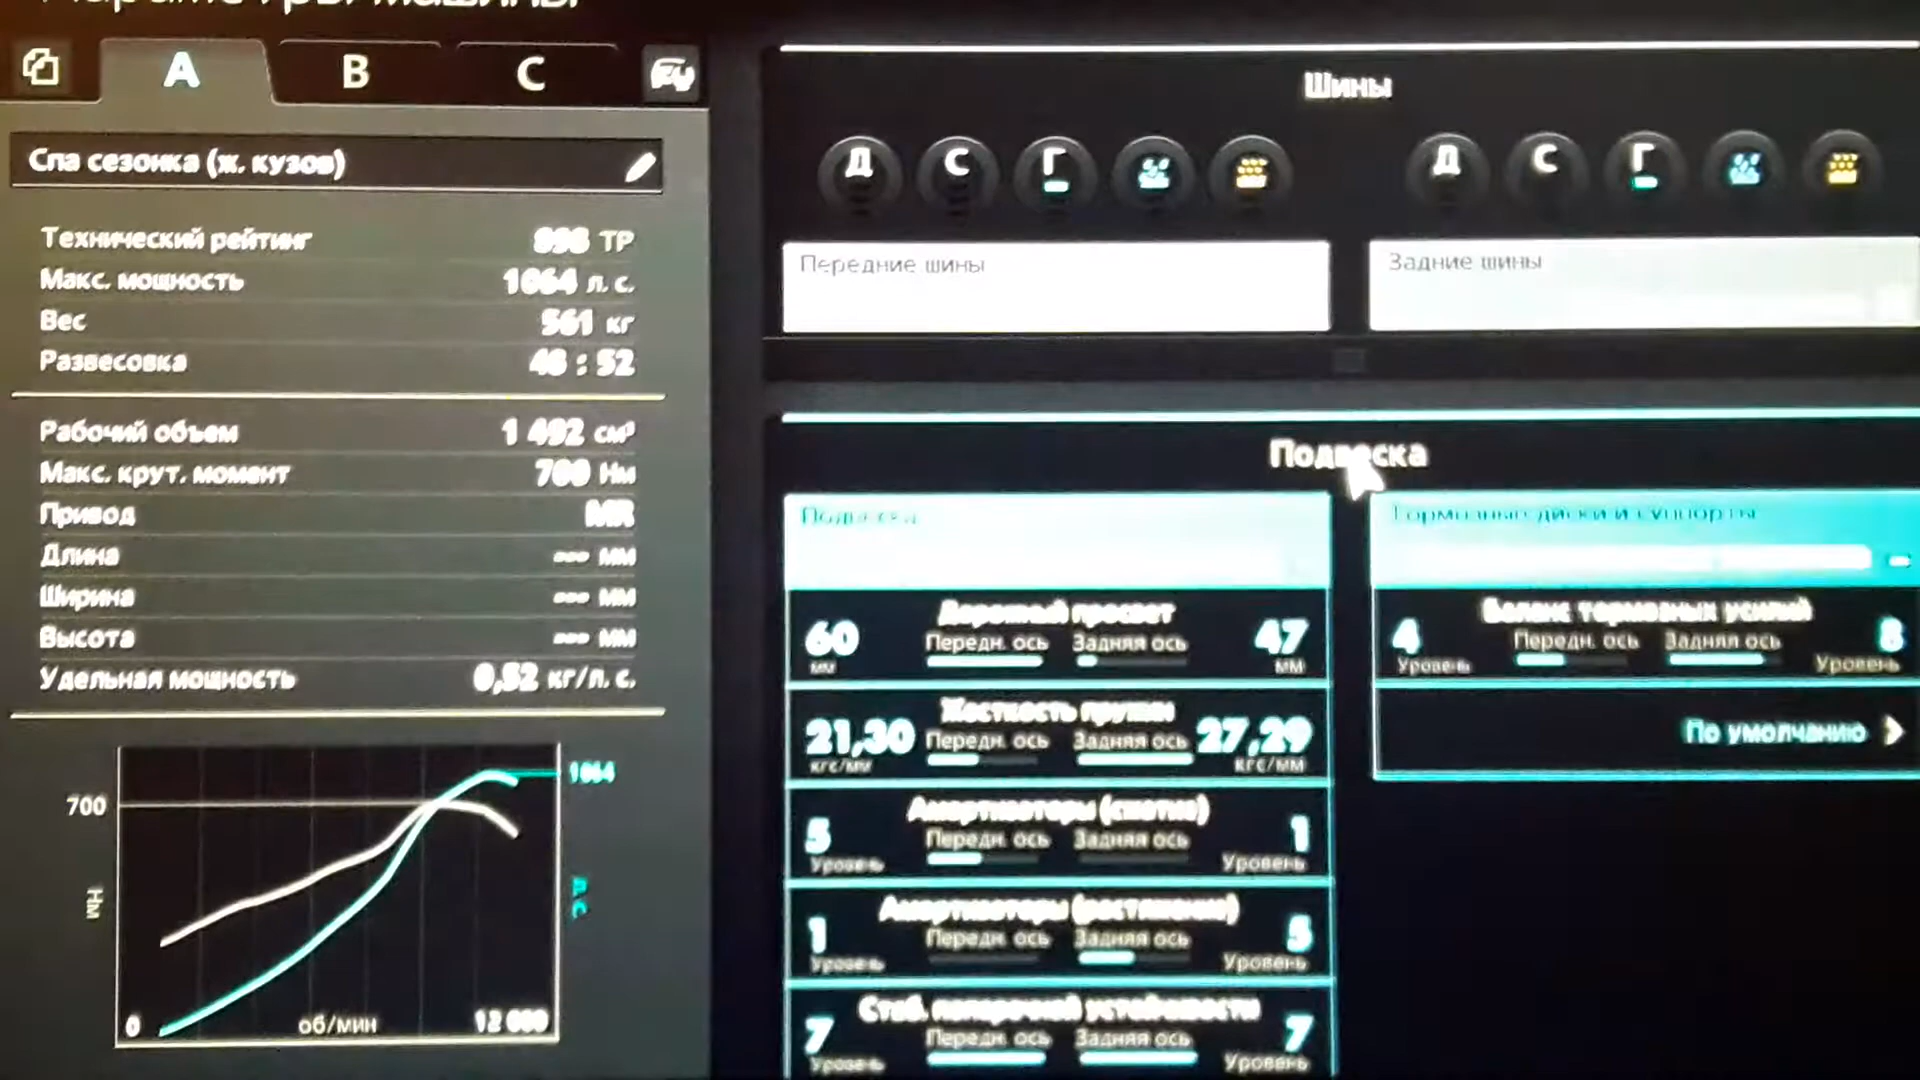 A
B
C
Спа сезонка (ж. кузов)
Технический рейтинг
TP
Макс. мощность
1064 л. с.
Вес
561 кг
Развесовка
48 : 52
Рабочий объем
1 492 см³
Макс. крут. момент
700 Нм
Привод
MR
Длина
--- мм
Ширина
--- мм
Высота
--- мм
Удельная мощность
0,52 кг/л. с.
700
1064
Нм
л. с
0
об/мин
12 000
Шины
Д
С
Г
Д
С
Г
Передние шины
Задние шины
Подвеска
Подвеска
60
мм
Дорожный просвет
Передн. ось
Задняя ось
47
мм
21,30
кгс/мм
Жесткость пружин
Передн. ось
Задняя ось
27,29
кгс/мм
5
Уровень
Амортизаторы (сжатие)
Передн. ось
Задняя ось
1
Уровень
1
Уровень
Амортизаторы (растяжение)
Передн. ось
Задняя ось
5
Уровень
7
Уровень
Стаб. поперечной устойчивости
Передн. ось
Задняя ось
7
Уровень
Тормозные диски и суппорты
4
Уровень
Баланс тормозных усилий
Передн. ось
Задняя ось
8
Уровень
По умолчанию